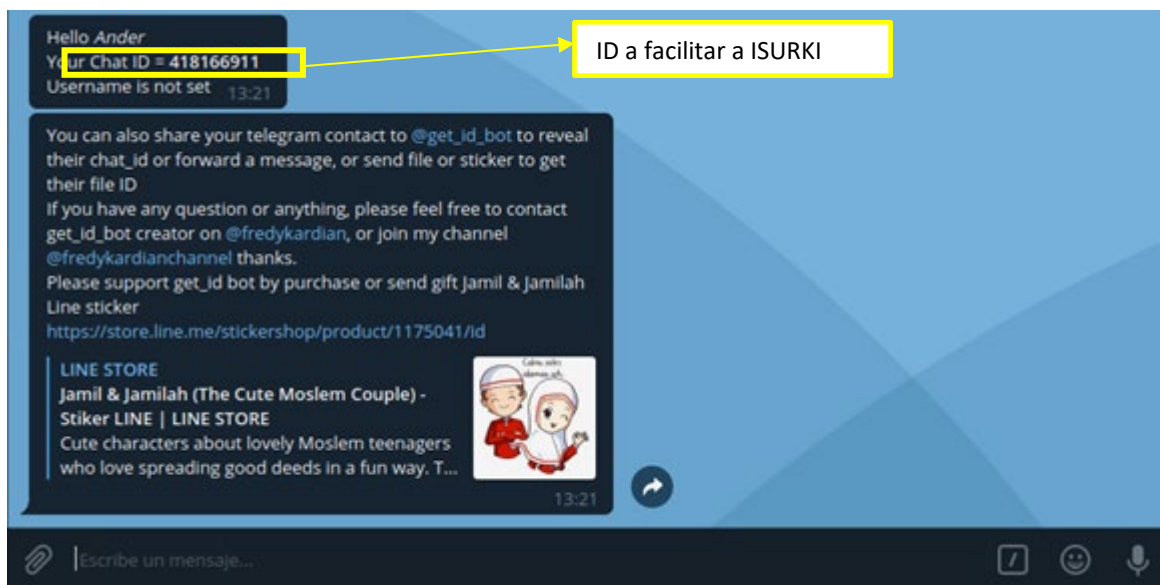 Hello Ander
Your Chat ID = 418166911
Username is not set 13:21
ID a facilitar a ISURKI
You can also share your telegram contact to @get_id_bot to reveal
their chat_id or forward a message, or send file or sticker to get
their file ID
If you have any question or anything, please feel free to contact
get_id_bot creator on @fredykardian, or join my channel
@fredykardianchannel thanks.
Please support get_id bot by purchase or send gift Jamil & Jamilah
Line sticker
https://store.line.me/stickershop/product/1175041/id
LINE STORE
Jamil & Jamilah (The Cute Moslem Couple) -
Stiker LINE | LINE STORE
Cute characters about lovely Moslem teenagers
who love spreading good deeds in a fun way. T...
13:21
Escribe un mensaje...